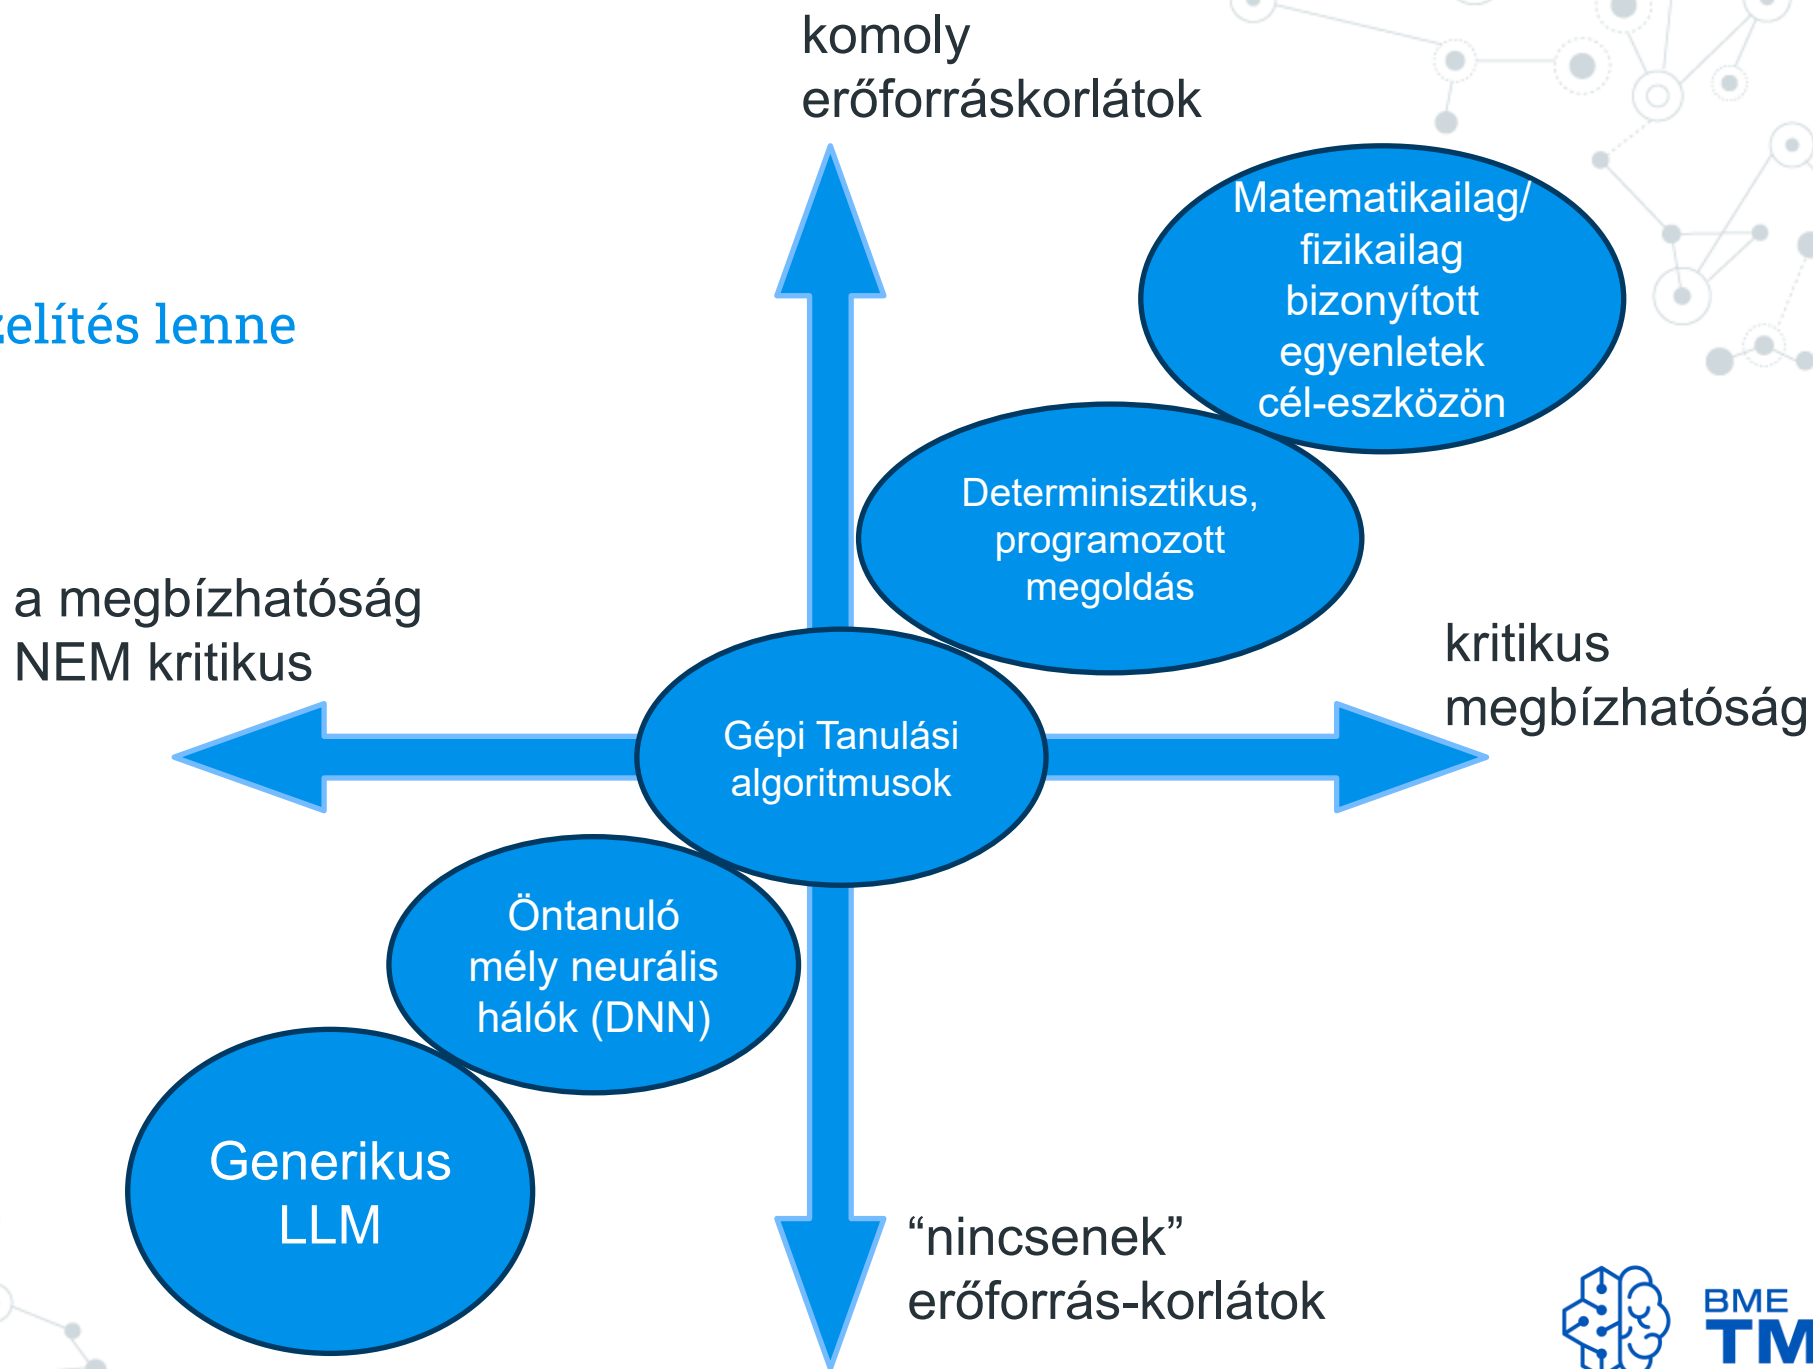 komoly
erőforráskorlátok
Matematikailag/
fizikailag
bizonyított
egyenletek
cél-eszközön
zelítés lenne
Determinisztikus,
programozott
megoldás
a megbízhatóság
NEM kritikus
kritikus
megbízhatóság
Gépi Tanulási
algoritmusok
Öntanuló
mély neurális
hálók (DNN)
Generikus
LLM
“nincsenek”
erőforrás-korlátok
BME
TM